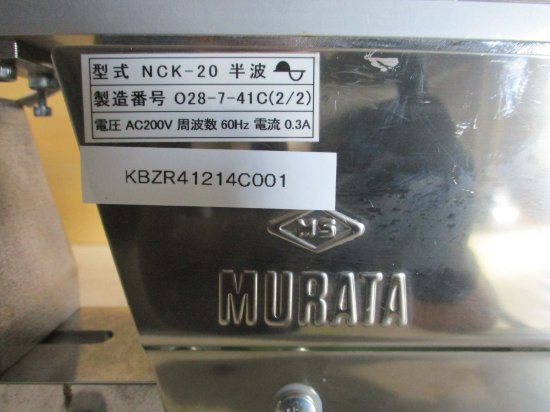 型式 NCK-20 半波
製造番号 O28-7-41C(2/2)
電圧 AC200V 周波数 60Hz 電流 0.3A
KBZR41214C001
MS
MURATA